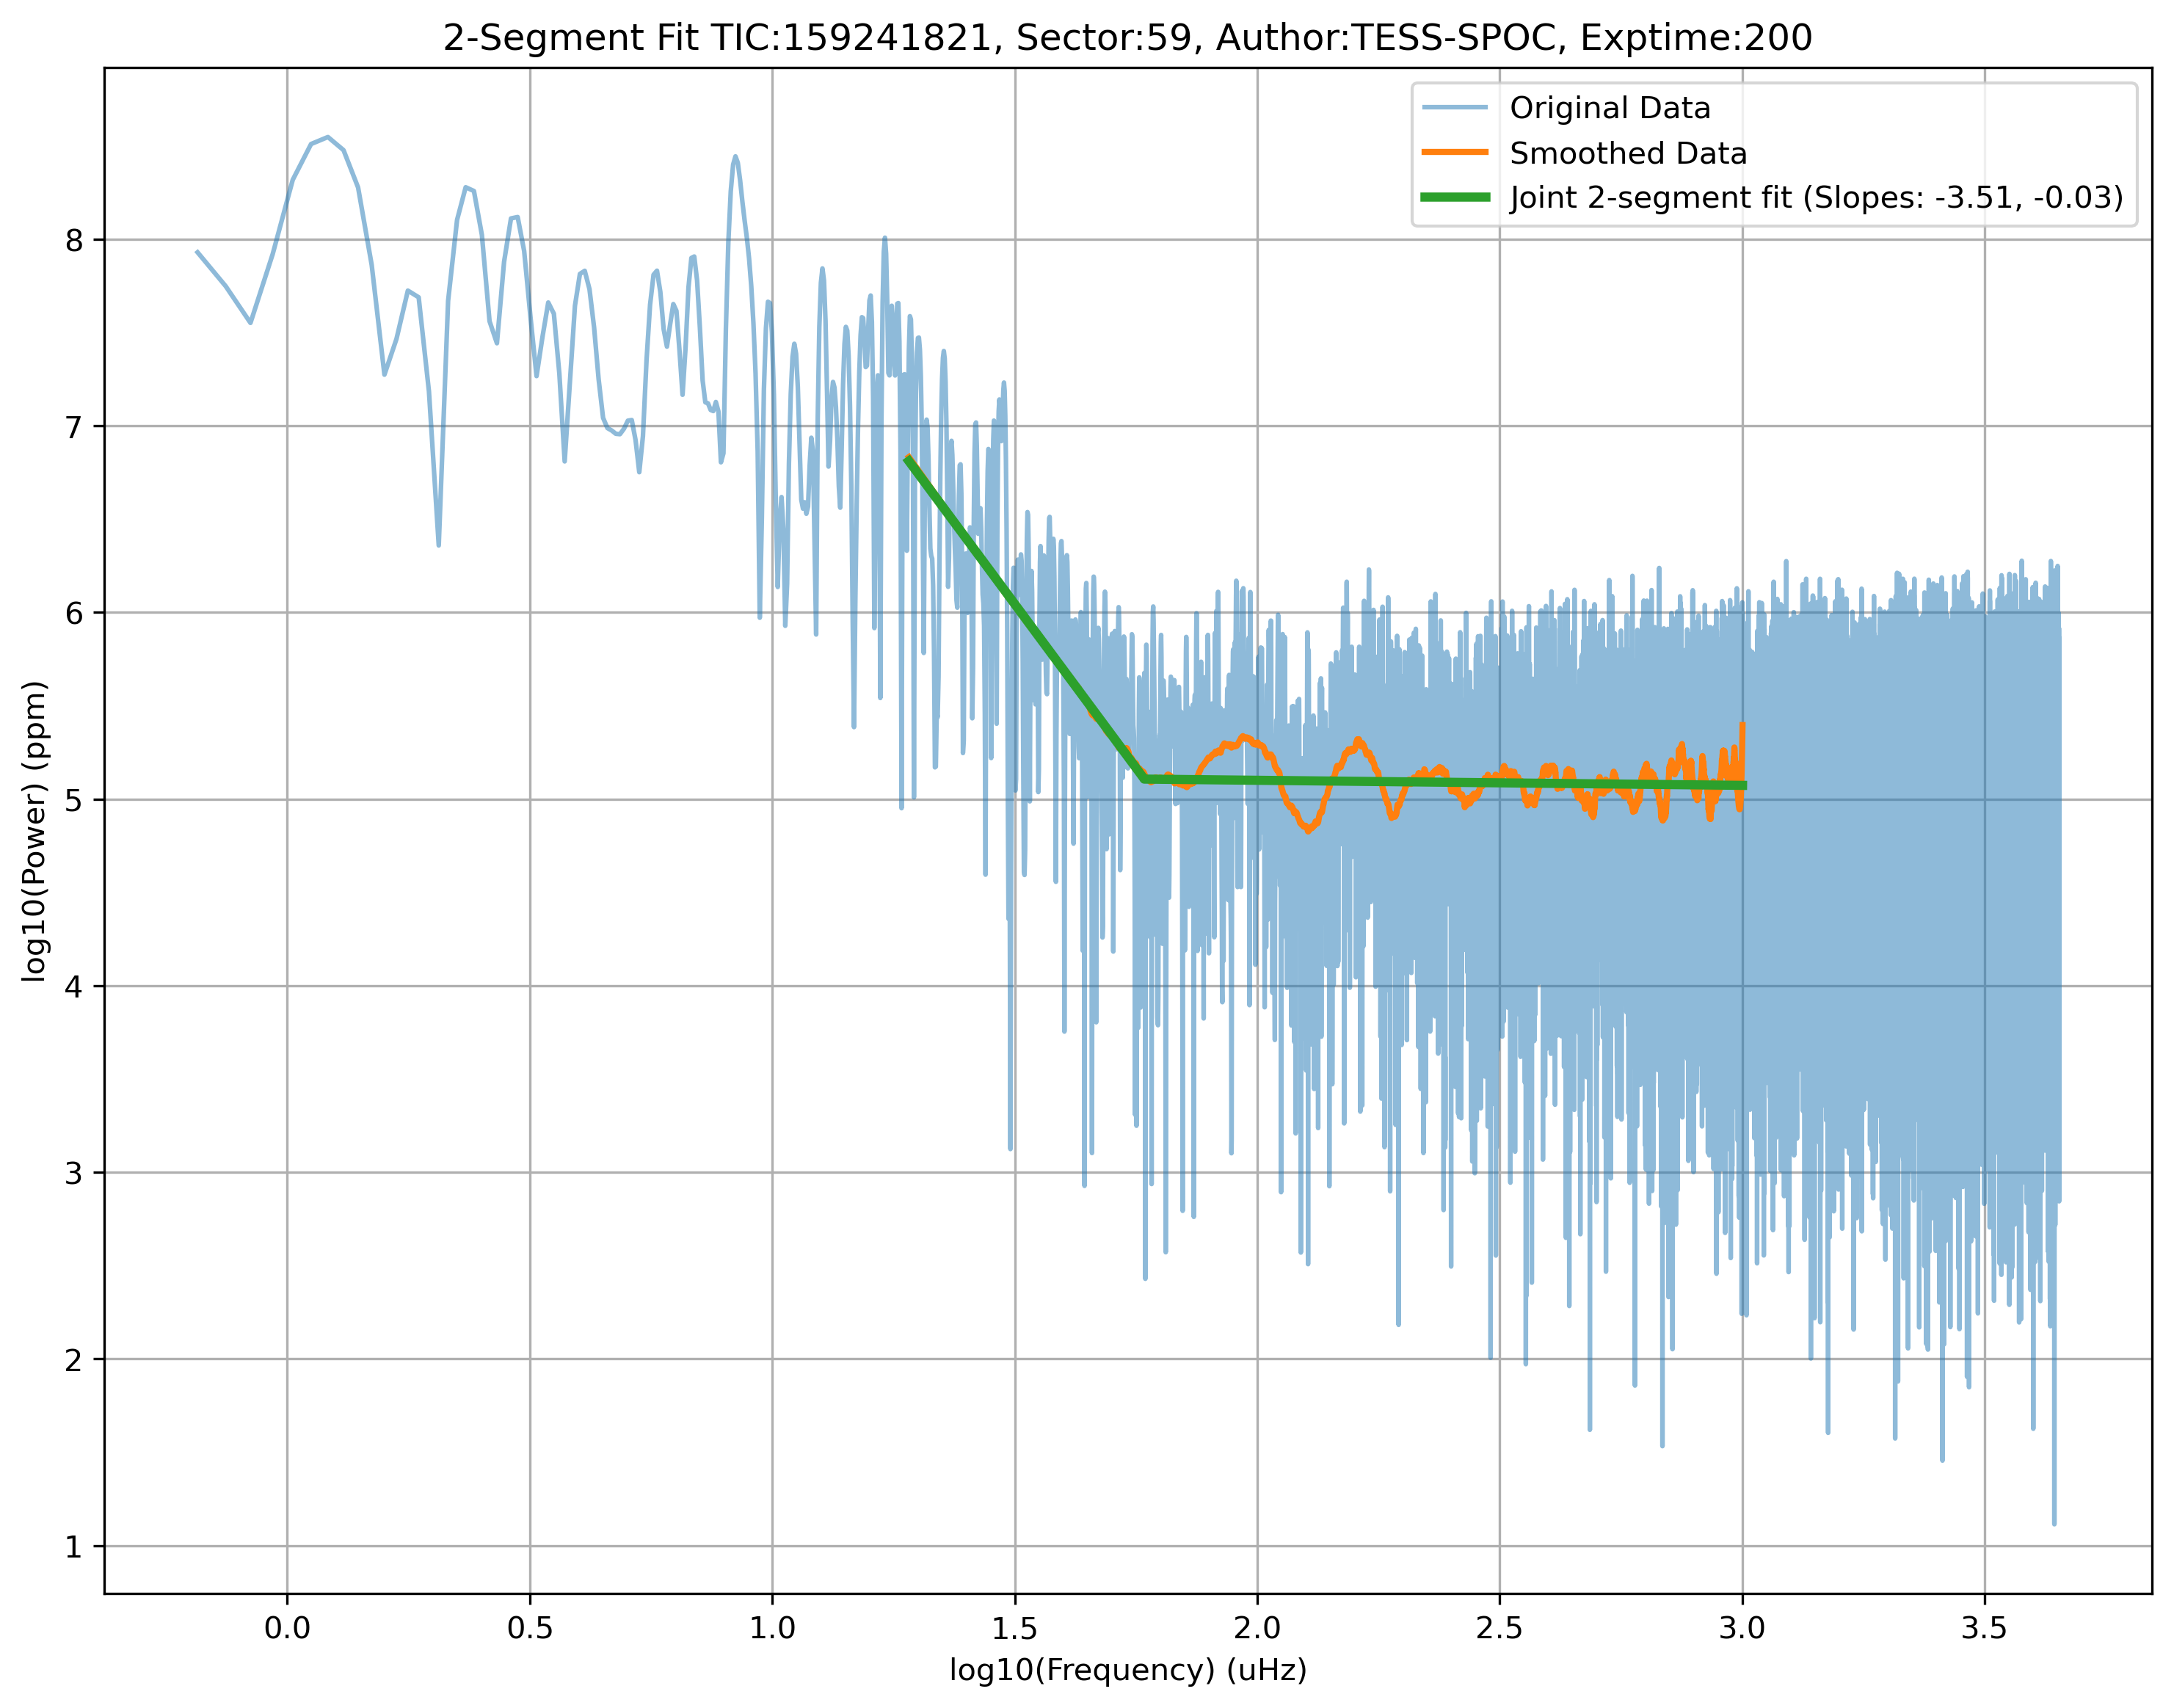 2-Segment Fit TIC:159241821, Sector:59, Author:TESS-SPOC, Exptime:200
Original Data
Smoothed Data
Joint 2-segment fit (Slopes: -3.51, -0.03)
log10(Power) (ppm)
8
7
6
5
4
3
2
1
0.0 0.5 1.0 1.5 2.0 2.5 3.0 3.5
log10(Frequency) (uHz)